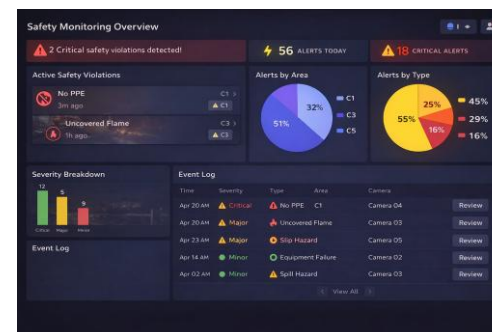 Safety Monitoring Overview
2 Critical safety violations detected!
56 ALERTS TODAY
18 CRITICAL ALERTS
Active Safety Violations
No PPE
3m ago
C1 >
C1
Uncovered Flame
1h ago
C3 >
C3
Alerts by Area
32%
51%
C1
C3
C5
Alerts by Type
25%
55%
16%
45%
29%
16%
Severity Breakdown
12
5
9
Critical Major Minor
Event Log
Event Log
Time Severity Type Area Camera
Apr 20 AM Critical No PPE C1 Camera 04 Review
Apr 20 AM Major Uncovered Flame Camera 03 Review
Apr 23 AM Major Slip Hazard Camera 05 Review
Apr 14 AM Minor Equipment Failure Camera 02 Review
Apr 02 AM Minor Spill Hazard Camera 03 Review
< View All >